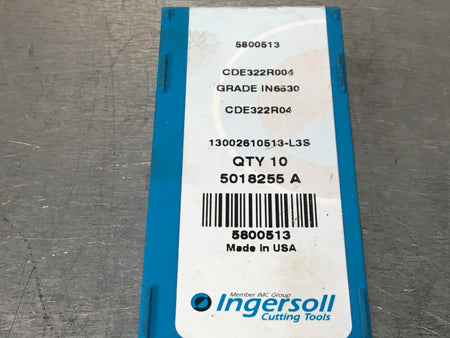 5800513
CDE322R004
GRADE IN6530
CDE322R04
13002610513-L3S
QTY 10
5018255 A
5800513
Made in USA
Member IMC Group
Ingersoll
Cutting Tools